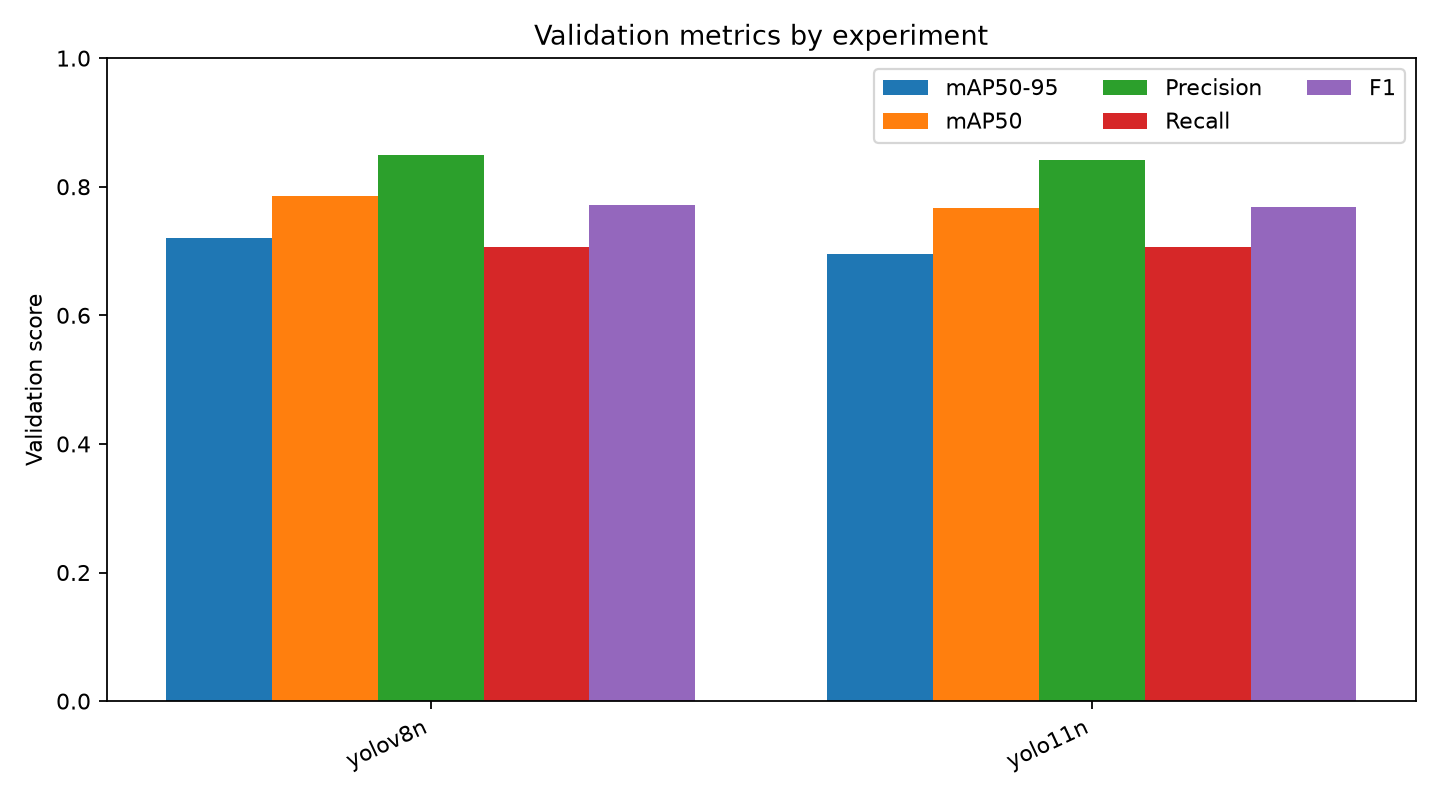 Validation metrics by experiment
1.0
0.8
0.6
0.4
0.2
0.0
Validation score
mAP50-95
mAP50
Precision
Recall
F1
yolov8n
yolo11n